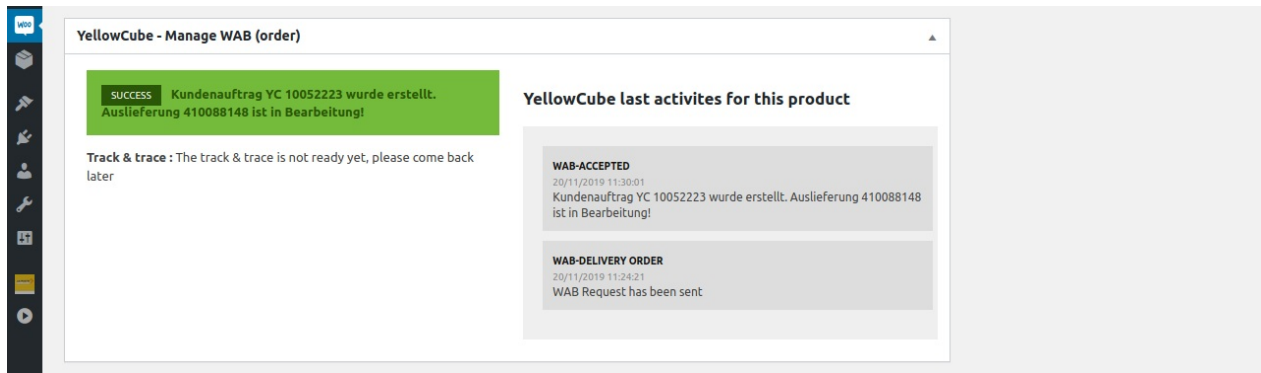 WOO
YellowCube - Manage WAB (order)
SUCCESS Kundenauftrag YC 10052223 wurde erstellt.
Auslieferung 410088148 ist in Bearbeitung!
Track & trace : The track & trace is not ready yet, please come back
later
YellowCube last activites for this product
WAB-ACCEPTED
20/11/2019 11:30:01
Kundenauftrag YC 10052223 wurde erstellt. Auslieferung 410088148
ist in Bearbeitung!
WAB-DELIVERY ORDER
20/11/2019 11:24:21
WAB Request has been sent